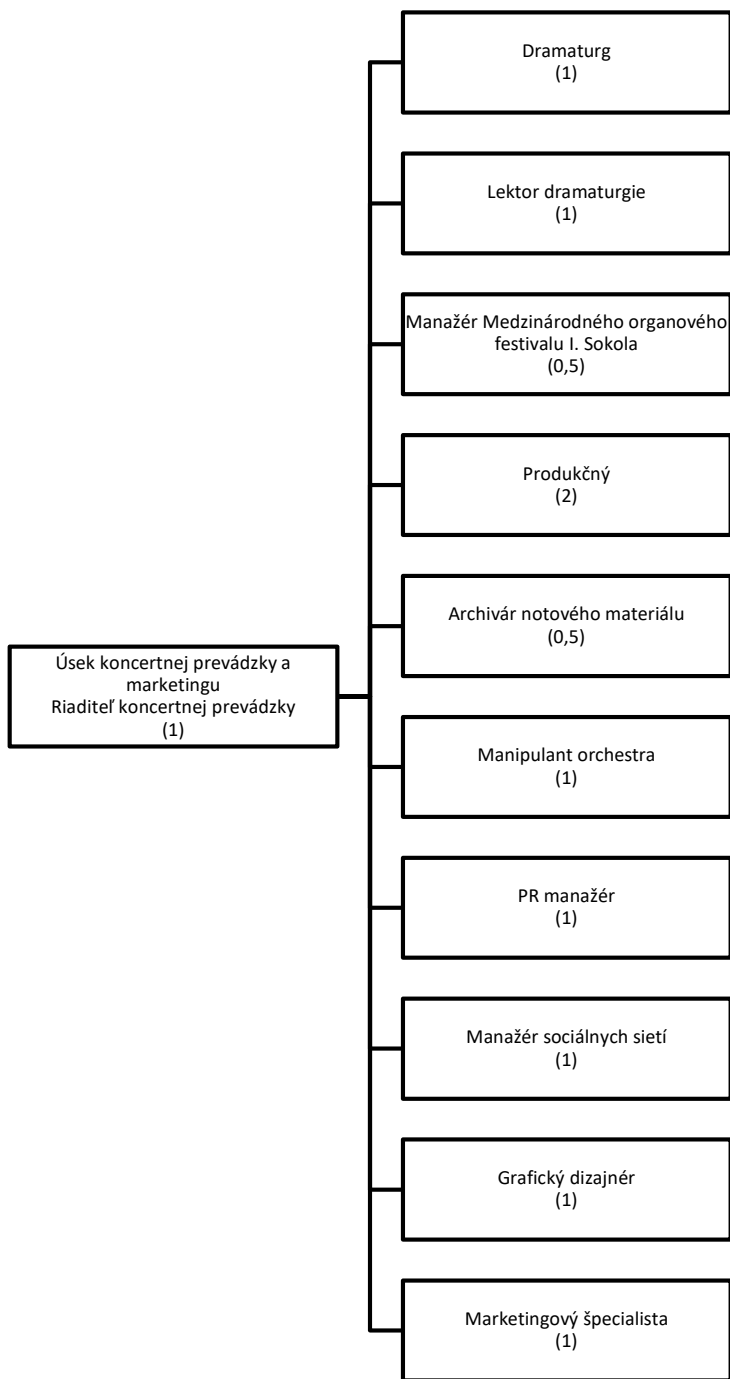 Dramaturg
(1)
Lektor dramaturgie
(1)
Manažér Medzinárodného organového
festivalu I. Sokola
(0,5)
Produkčný
(2)
Archivár notového materiálu
(0,5)
Úsek koncertnej prevádzky a
marketingu
Riaditeľ koncertnej prevádzky
(1)
Manipulant orchestra
(1)
PR manažér
(1)
Manažér sociálnych sietí
(1)
Grafický dizajnér
(1)
Marketingový špecialista
(1)